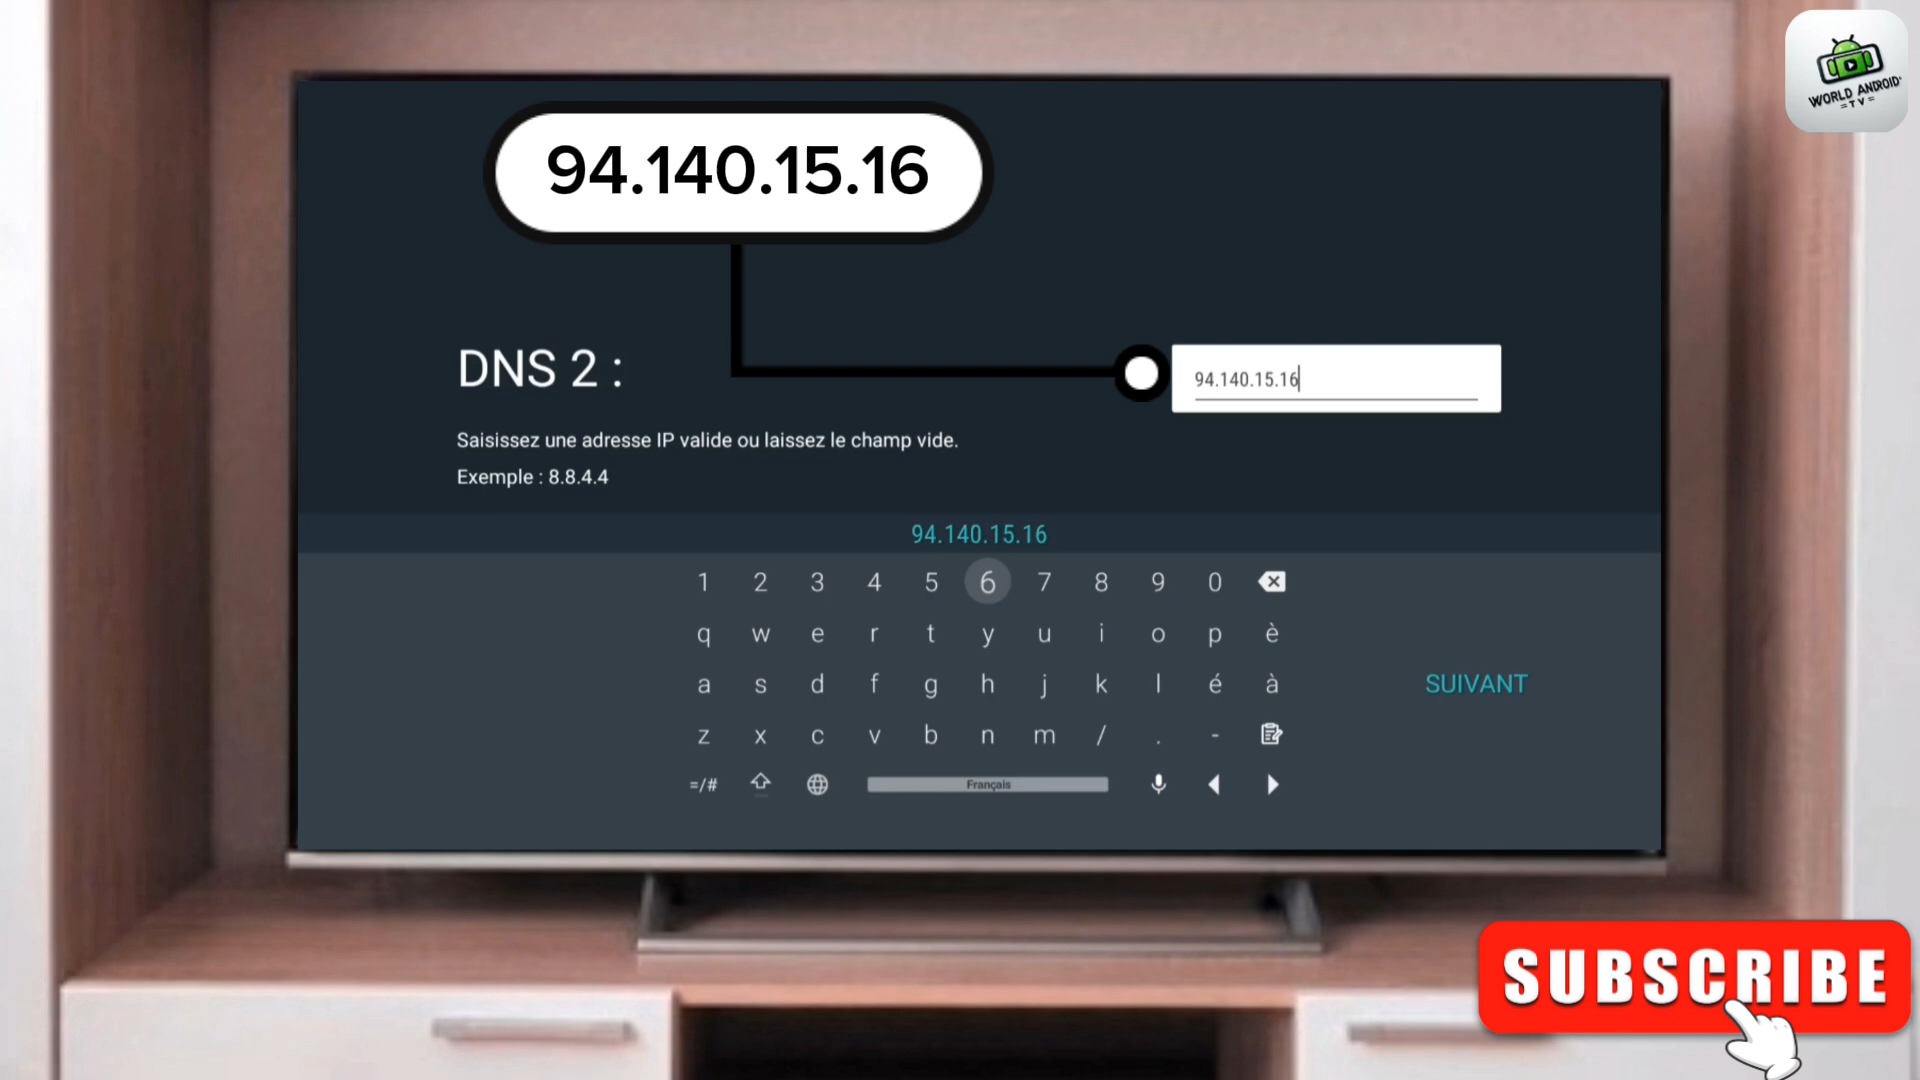 WORLD ANDROID
TV
94.140.15.16
DNS 2 :
94.140.15.16
Saisissez une adresse IP valide ou laissez le champ vide.
Exemple : 8.8.4.4
94.140.15.16
1 2 3 4 5 6 7 8 9 0
q w e r t y u i o p è
a s d f g h j k l é à
SUIVANT
z x c v b n m / . -
=/# Français
SUBSCRIBE